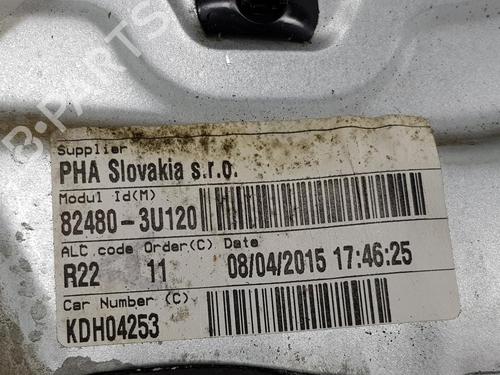 Supplier
PHA Slovakia s.r.o.
Modul Id(M)
82480-3U120
ALC code Order(C) Date
R22 11 08/04/2015 17:46:25
Car Number (C)
KDH04253
B-PARTS